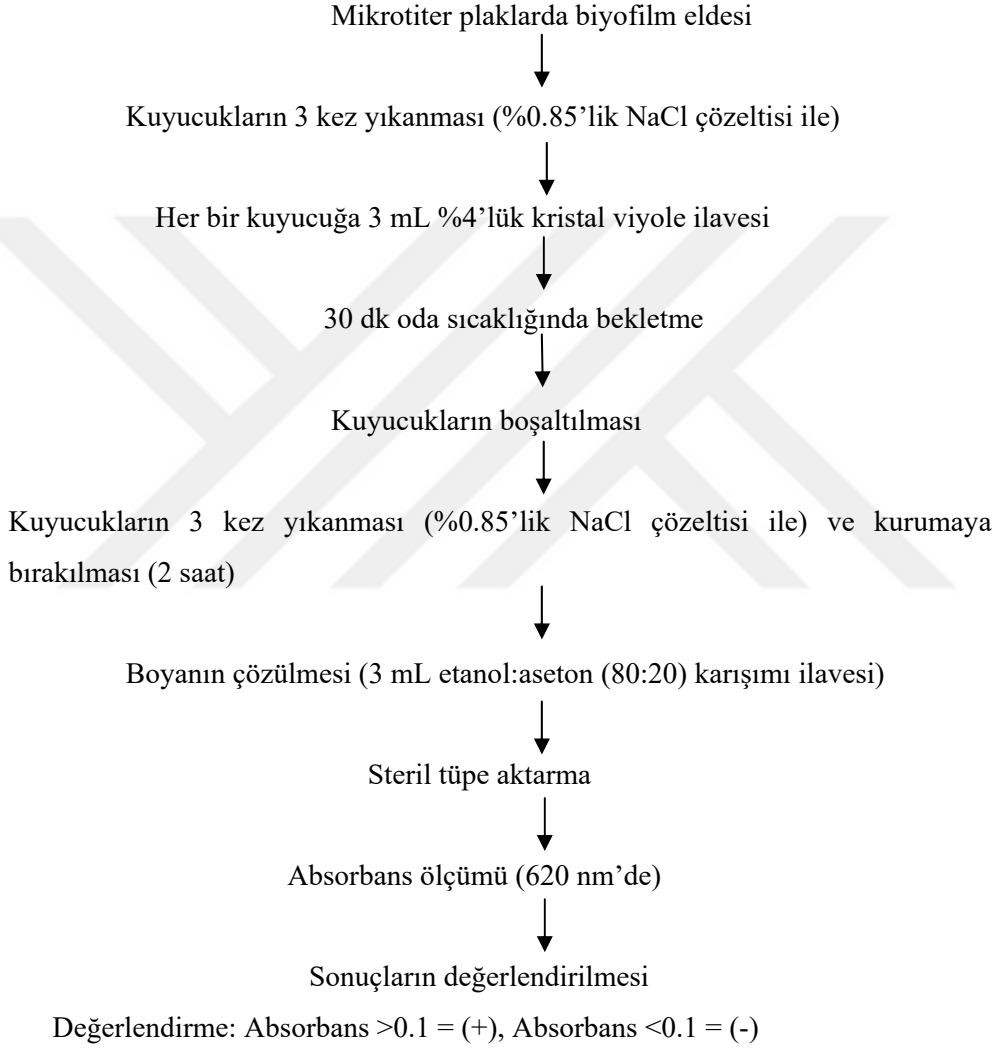 Mikrotiter plaklarda biyofilm eldesi
Kuyucukların 3 kez yıkanması (%0.85’lik NaCl çözeltisi ile)
Her bir kuyucuğa 3 mL %4’lük kristal viyole ilavesi
30 dk oda sıcaklığında bekletme
Kuyucukların boşaltılması
Kuyucukların 3 kez yıkanması (%0.85’lik NaCl çözeltisi ile) ve kurumaya
bırakılması (2 saat)
Boyanın çözülmesi (3 mL etanol:aseton (80:20) karışımı ilavesi)
Steril tüpe aktarma
Absorbans ölçümü (620 nm’de)
Sonuçların değerlendirilmesi
Değerlendirme: Absorbans >0.1 = (+), Absorbans <0.1 = (-)